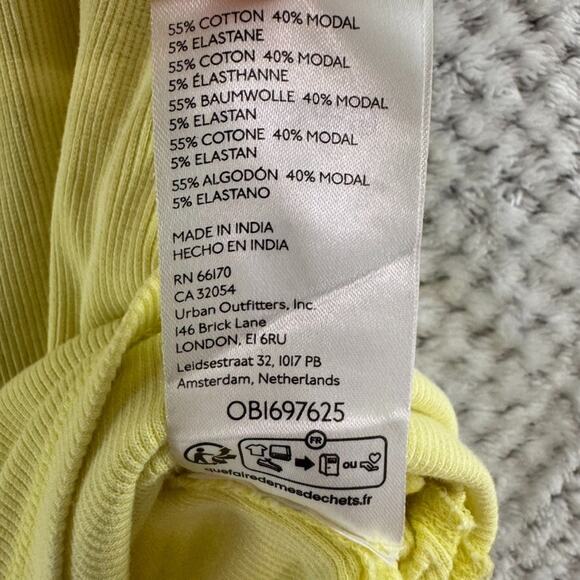 55% COTTON 40% MODAL
5% ELASTANE
55% COTON 40% MODAL
5% ÉLASTHANNE
55% BAUMWOLLE 40% MODAL
5% ELASTAN
55% COTONE 40% MODAL
5% ELASTAN
55% ALGODÓN 40% MODAL
5% ELASTANO
MADE IN INDIA
HECHO EN INDIA
RN 66170
CA 32054
Urban Outfitters, Inc.
146 Brick Lane
LONDON, E1 6RU
Leidsestraat 32, 1017 PB
Amsterdam, Netherlands
OB1697625
FR
OU
quefairedemesdechets.fr